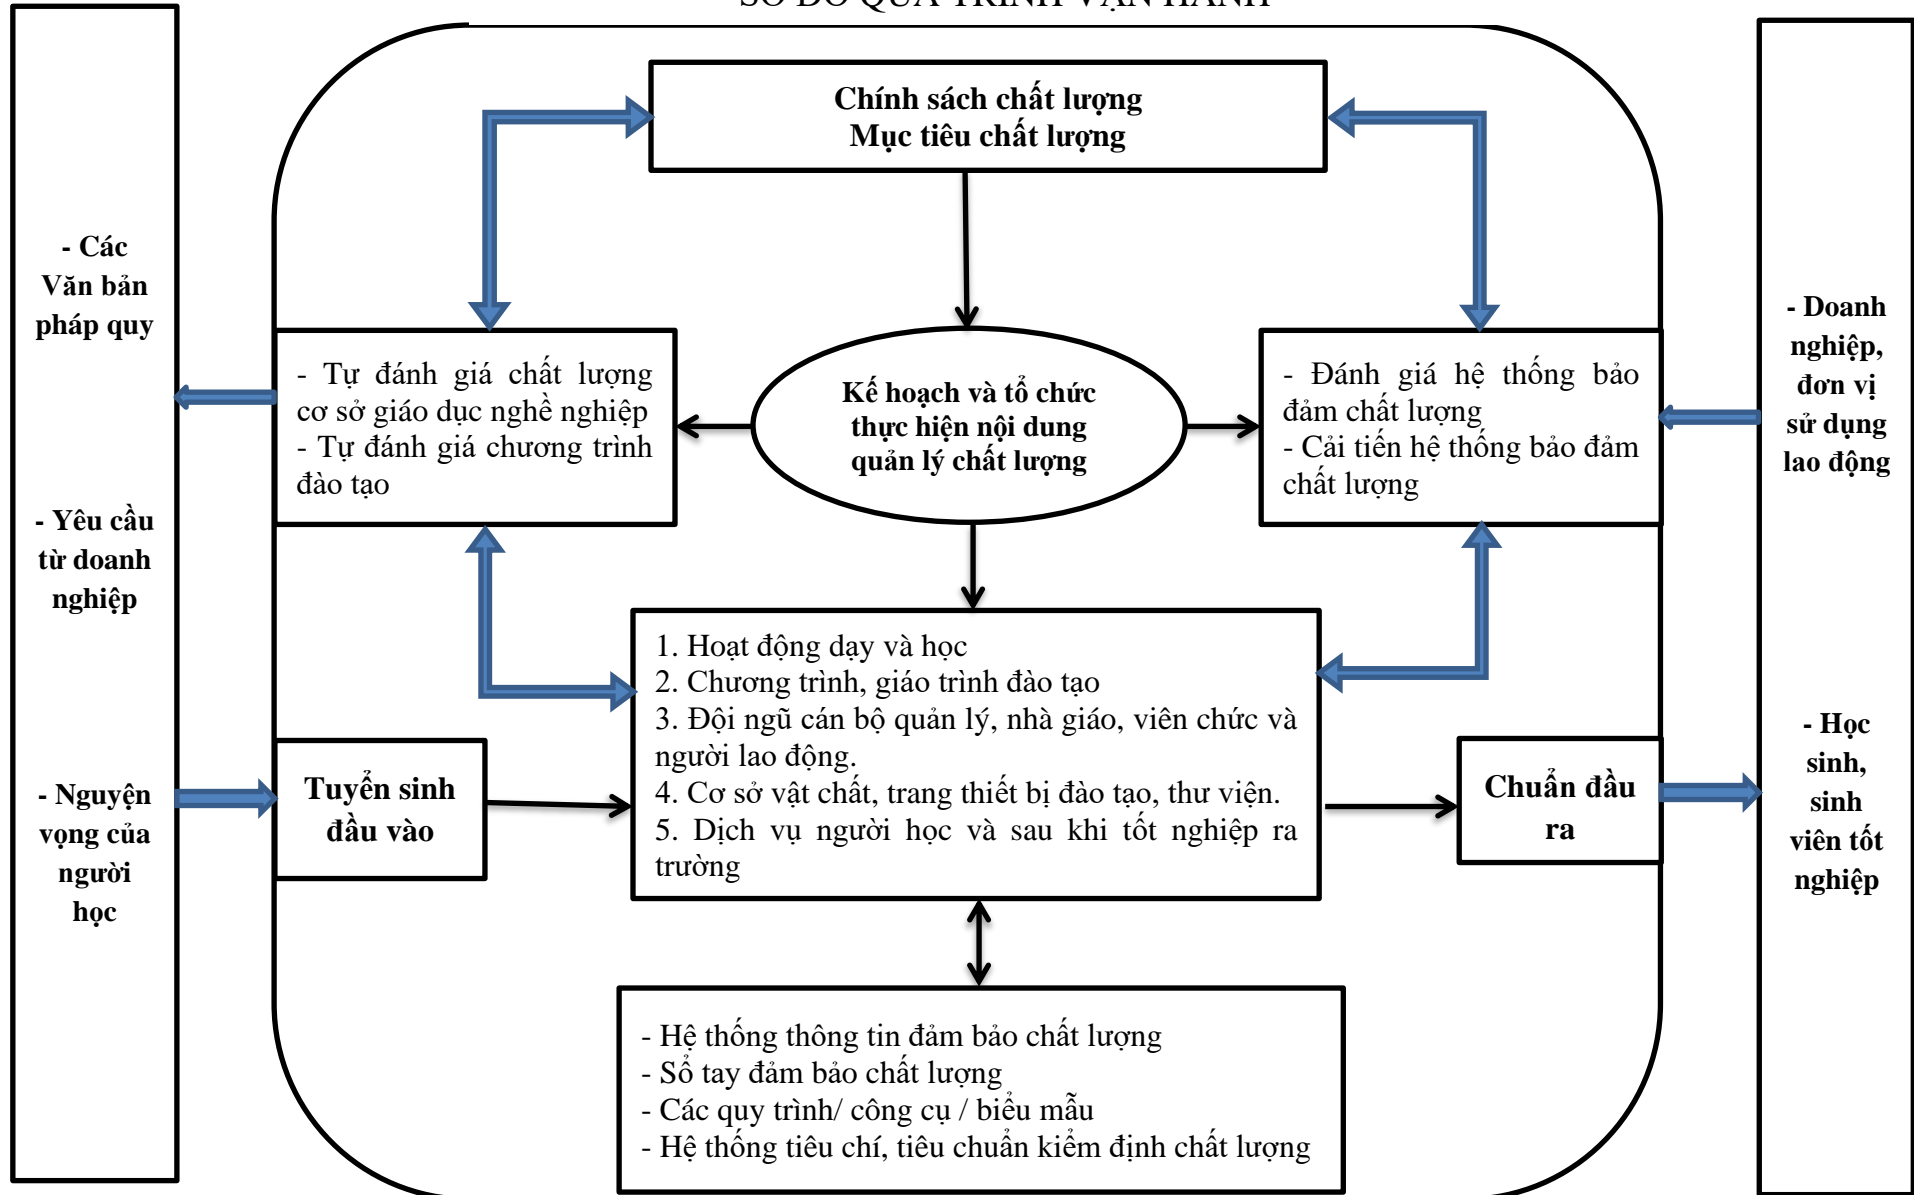 SƠ ĐỒ QUÁ TRÌNH VẬN HÀNH
Chính sách chất lượng
Mục tiêu chất lượng
- Các
Văn bản
pháp quy
- Yêu cầu
từ doanh
nghiệp
- Nguyện
vọng của
người
học
- Tự đánh giá chất lượng
cơ sở giáo dục nghề nghiệp
- Tự đánh giá chương trình
đào tạo
Kế hoạch và tổ chức
thực hiện nội dung
quản lý chất lượng
- Đánh giá hệ thống bảo
đảm chất lượng
- Cải tiến hệ thống bảo đảm
chất lượng
- Doanh
nghiệp,
đơn vị
sử dụng
lao động
- Học
sinh,
sinh
viên tốt
nghiệp
Tuyển sinh
đầu vào
1. Hoạt động dạy và học
2. Chương trình, giáo trình đào tạo
3. Đội ngũ cán bộ quản lý, nhà giáo, viên chức và
người lao động.
4. Cơ sở vật chất, trang thiết bị đào tạo, thư viện.
5. Dịch vụ người học và sau khi tốt nghiệp ra
trường
Chuẩn đầu
ra
- Hệ thống thông tin đảm bảo chất lượng
- Sổ tay đảm bảo chất lượng
- Các quy trình/ công cụ / biểu mẫu
- Hệ thống tiêu chí, tiêu chuẩn kiểm định chất lượng